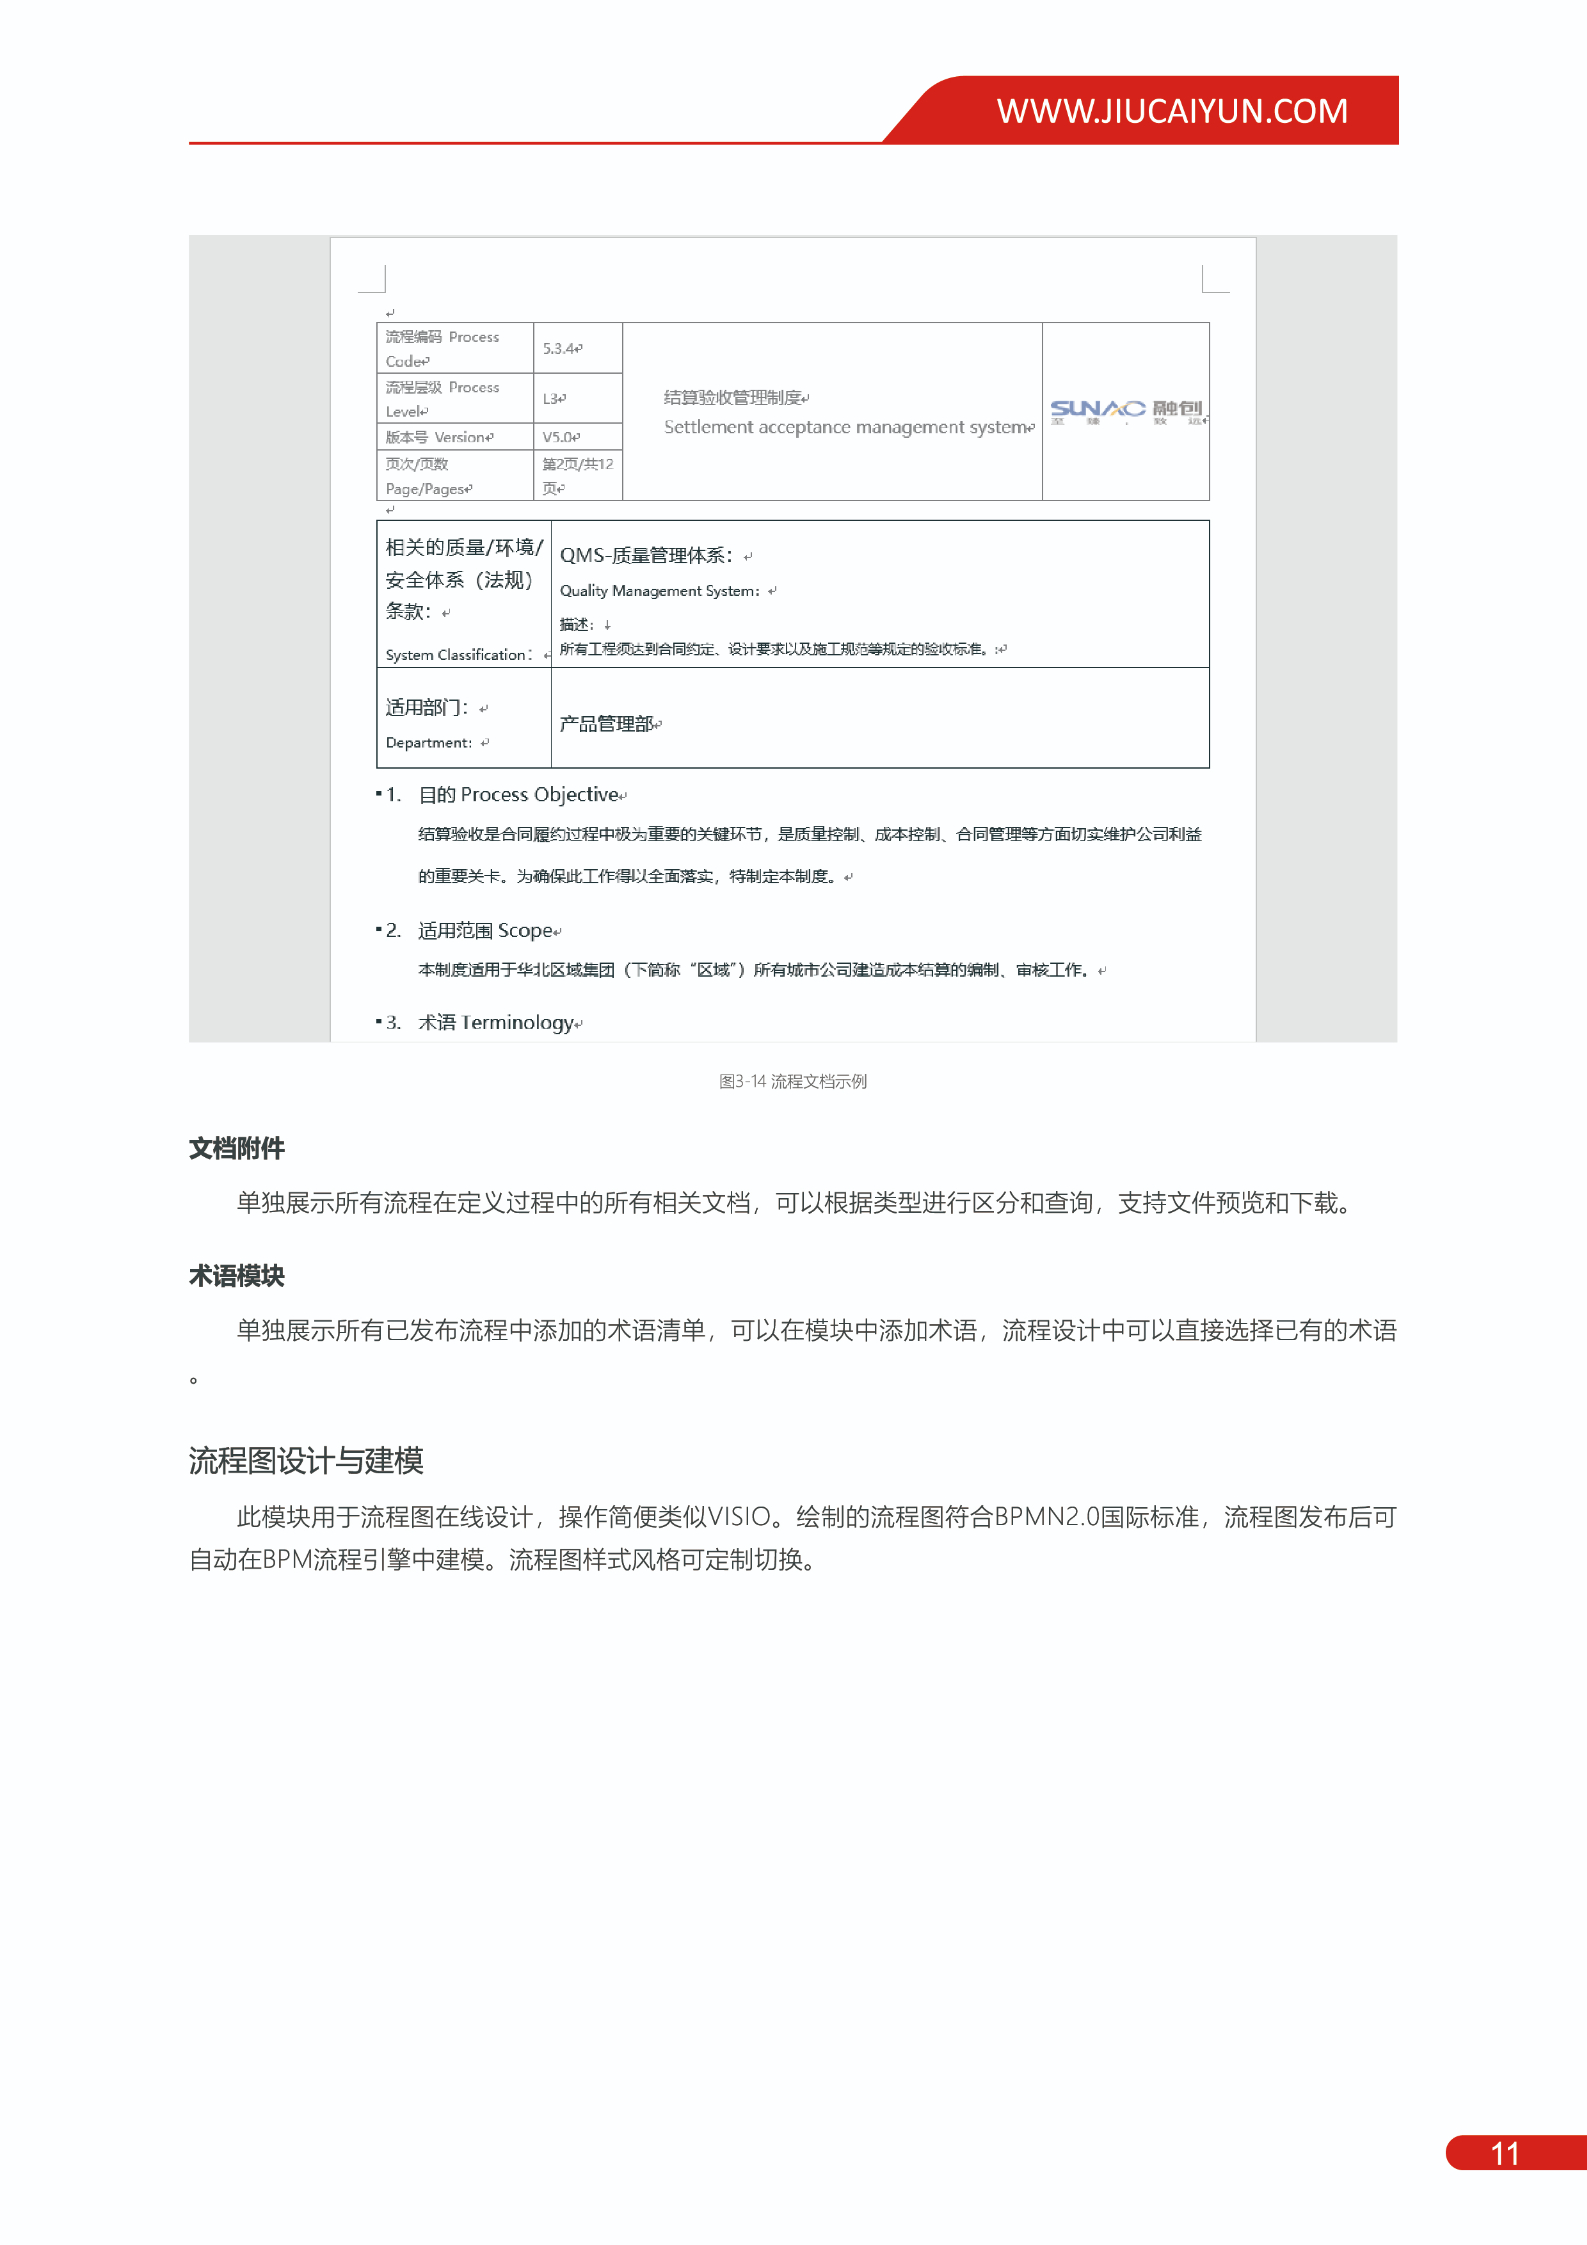 WWW.JIUCAIYUN.COM
流程编码 Process
Code
5.3.4
流程层级 Process
Level
L3
版本号 Version
V5.0
页次/页数
Page/Pages
第2页/共12
页
结算验收管理制度
Settlement acceptance management system
SUNAC 融创
至臻，致远
相关的质量/环境/
安全体系（法规）
条款：
System Classification：
QMS-质量管理体系：
Quality Management System：
描述：
所有工程须达到合同约定、设计要求以及施工规范等规定的验收标准。:
适用部门：
Department:
产品管理部
1. 目的 Process Objective
结算验收是合同履约过程中极为重要的关键环节，是质量控制、成本控制、合同管理等方面切实维护公司利益
的重要关卡。为确保此工作得以全面落实，特制定本制度。
2. 适用范围 Scope
本制度适用于华北区域集团（下简称“区域”）所有城市公司建造成本结算的编制、审核工作。
3. 术语 Terminology
图3-14 流程文档示例
文档附件
单独展示所有流程在定义过程中的所有相关文档，可以根据类型进行区分和查询，支持文件预览和下载。
术语模块
单独展示所有已发布流程中添加的术语清单，可以在模块中添加术语，流程设计中可以直接选择已有的术语
。
流程图设计与建模
此模块用于流程图在线设计，操作简便类似VISIO。绘制的流程图符合BPMN2.0国际标准，流程图发布后可
自动在BPM流程引擎中建模。流程图样式风格可定制切换。
11